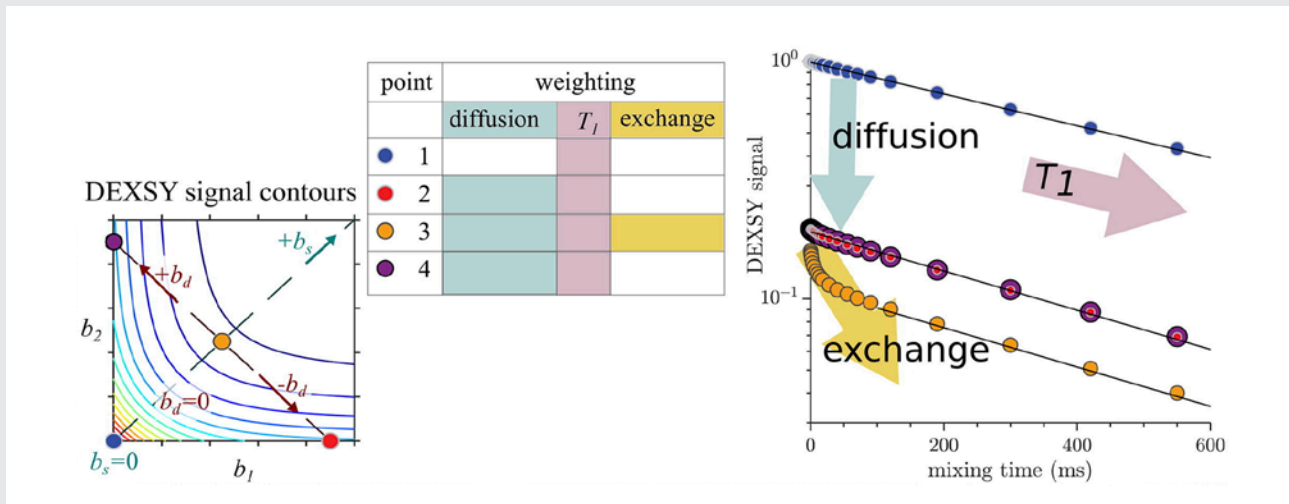 DEXSY signal contours
+b_s
+b_d
b_2
-b_d
b_d=0
b_s=0
b_1
point weighting
diffusion T_1 exchange
1
2
3
4
10^0
DEXSY signal
10^-1
diffusion
T1
exchange
0 200 400 600
mixing time (ms)